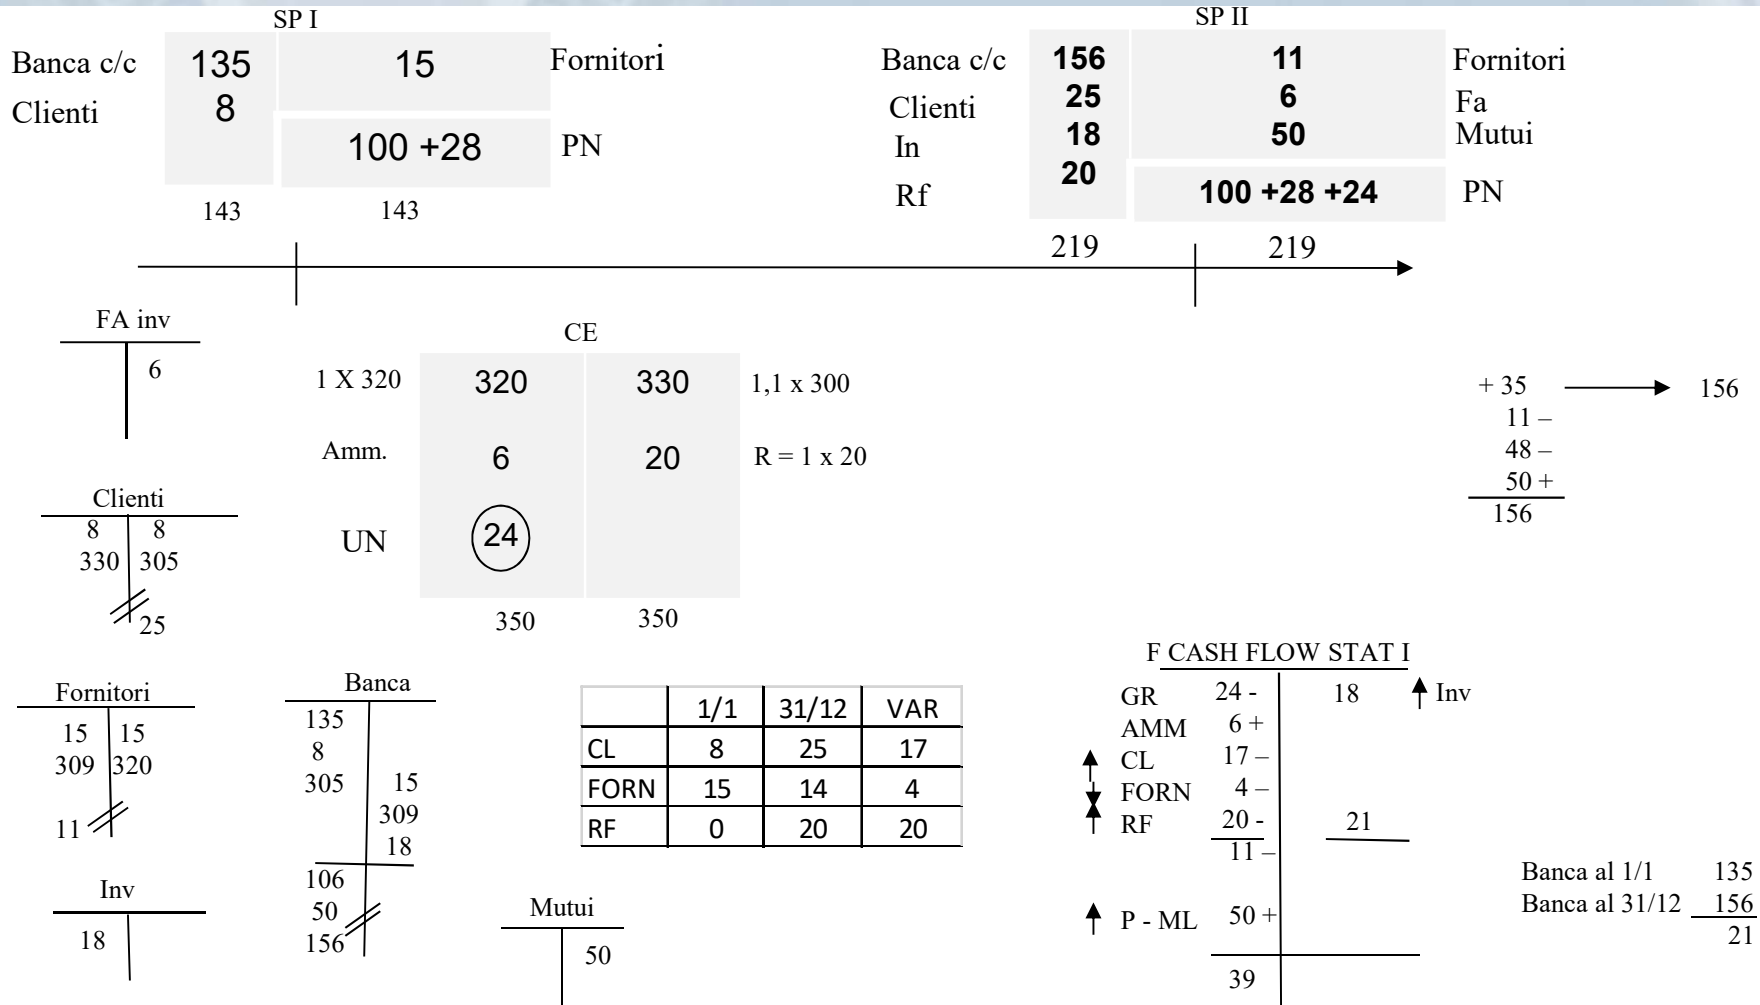 SP I
Banca c/c 135 15 Fornitori
Clienti 8
100 +28 PN
143 143
SP II
Banca c/c 156 11 Fornitori
Clienti 25 6 Fa
In 18 50 Mutui
Rf 20 100 +28 +24 PN
219 219
FA inv
6
CE
1 X 320 320 330 1,1 x 300
Amm. 6 20 R = 1 x 20
UN 24
350 350
+ 35 156
11 –
48 –
50 +
156
Clienti
8 8
330 305
25
Fornitori
15 15
309 320
11
Inv
18
Banca
135
8
305 15
309
18
106
50
156
Mutui
50
1/1 31/12 VAR
CL 8 25 17
FORN 15 14 4
RF 0 20 20
F CASH FLOW STAT I
GR 24 - 18 Inv
AMM 6 +
CL 17 –
FORN 4 –
RF 20 - 21
11 –
P - ML 50 +
39
Banca al 1/1 135
Banca al 31/12 156
21